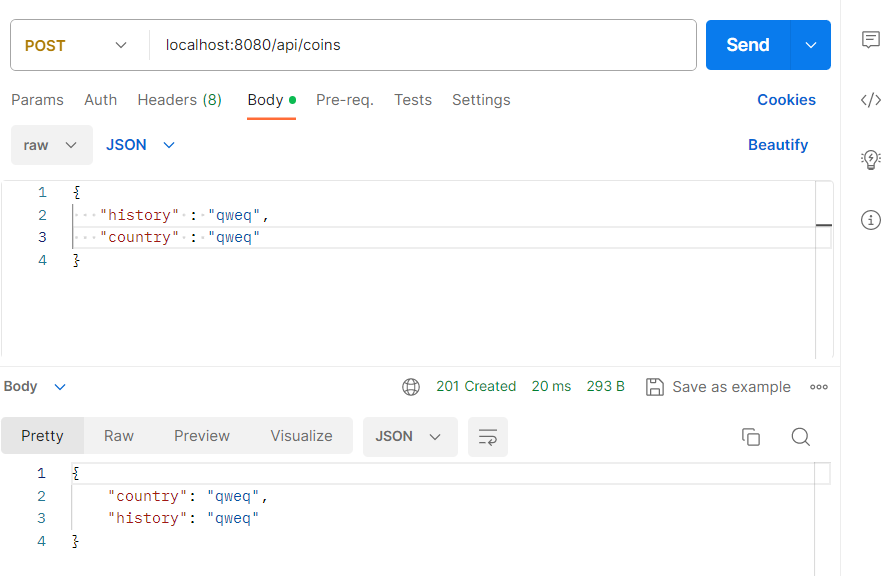 POST localhost:8080/api/coins Send
Params Auth Headers (8) Body Pre-req. Tests Settings Cookies
raw JSON Beautify
1 {
2 "history" : "qweq",
3 "country" : "qweq"
4 }
Body 201 Created 20 ms 293 B Save as example
Pretty Raw Preview Visualize JSON
1 {
2 "country": "qweq",
3 "history": "qweq"
4 }